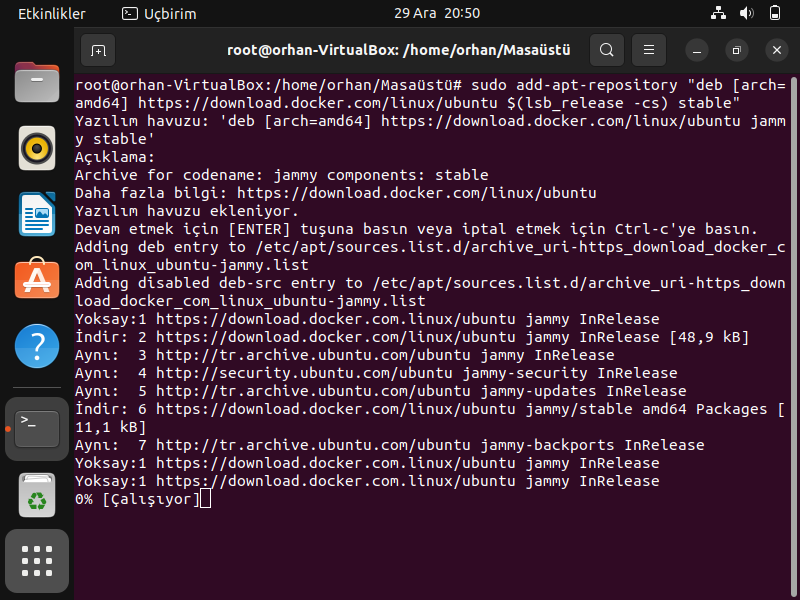 Etkinlikler
Uçbirim
29 Ara 20:50
root@orhan-VirtualBox: /home/orhan/Masaüstü
root@orhan-VirtualBox:/home/orhan/Masaüstü# sudo add-apt-repository "deb [arch=
amd64] https://download.docker.com/linux/ubuntu $(lsb_release -cs) stable"
Yazılım havuzu: 'deb [arch=amd64] https://download.docker.com/linux/ubuntu jamm
y stable'
Açıklama:
Archive for codename: jammy components: stable
Daha fazla bilgi: https://download.docker.com/linux/ubuntu
Yazılım havuzu ekleniyor.
Devam etmek için [ENTER] tuşuna basın veya iptal etmek için Ctrl-c'ye basın.
Adding deb entry to /etc/apt/sources.list.d/archive_uri-https_download_docker_c
om_linux_ubuntu-jammy.list
Adding disabled deb-src entry to /etc/apt/sources.list.d/archive_uri-https_down
load_docker_com_linux_ubuntu-jammy.list
Yoksay:1 https://download.docker.com.linux/ubuntu jammy InRelease
İndir: 2 https://download.docker.com/linux/ubuntu jammy InRelease [48,9 kB]
Aynı: 3 http://tr.archive.ubuntu.com/ubuntu jammy InRelease
Aynı: 4 http://security.ubuntu.com/ubuntu jammy-security InRelease
Aynı: 5 http://tr.archive.ubuntu.com/ubuntu jammy-updates InRelease
İndir: 6 https://download.docker.com/linux/ubuntu jammy/stable amd64 Packages [
11,1 kB]
Aynı: 7 http://tr.archive.ubuntu.com/ubuntu jammy-backports InRelease
Yoksay:1 https://download.docker.com.linux/ubuntu jammy InRelease
Yoksay:1 https://download.docker.com.linux/ubuntu jammy InRelease
0% [Çalışıyor]